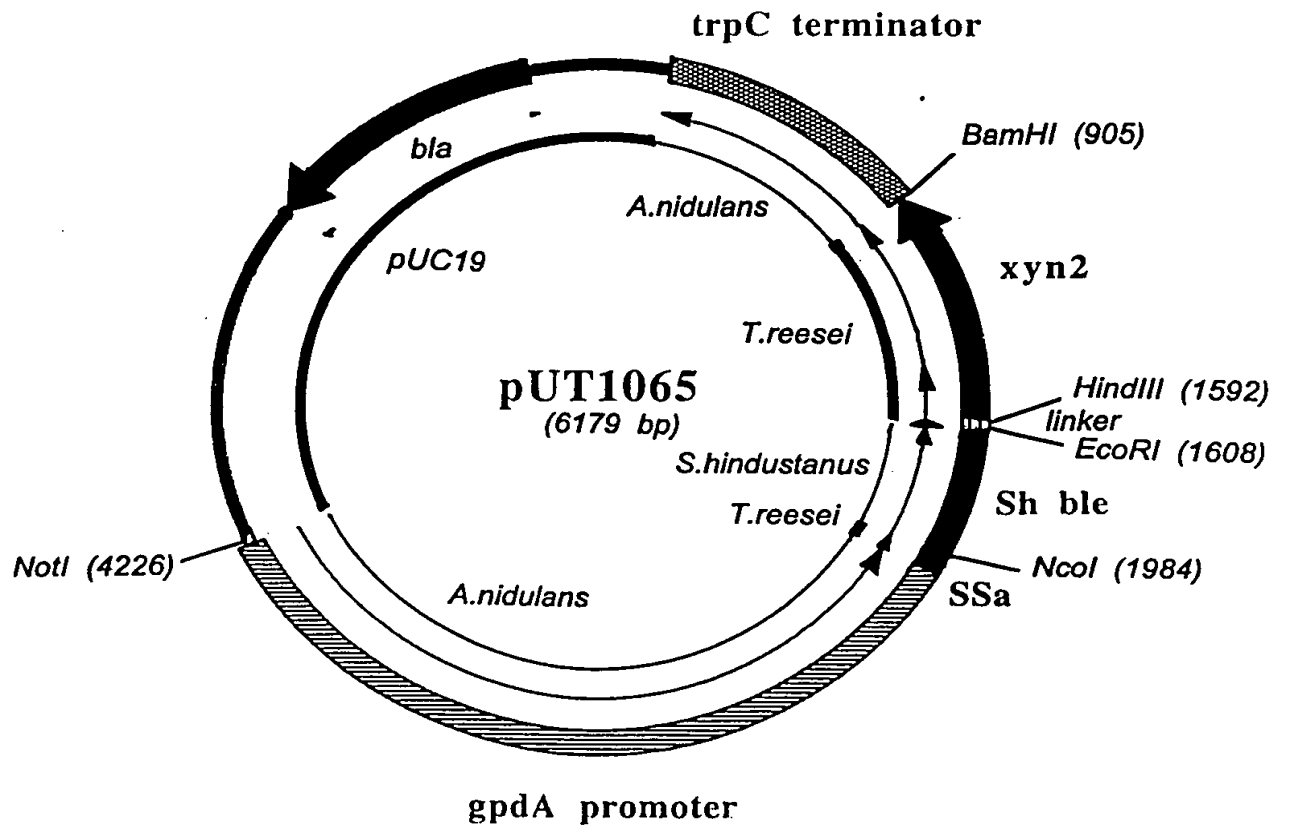 trpC terminator
BamHI (905)
bla
A.nidulans
pUC19
xyn2
T.reesei
pUT1065
(6179 bp)
HindIII (1592)
linker
EcoRI (1608)
S.hindustanus
T.reesei
Sh ble
NotI (4226)
NcoI (1984)
A.nidulans
SSa
gpdA promoter